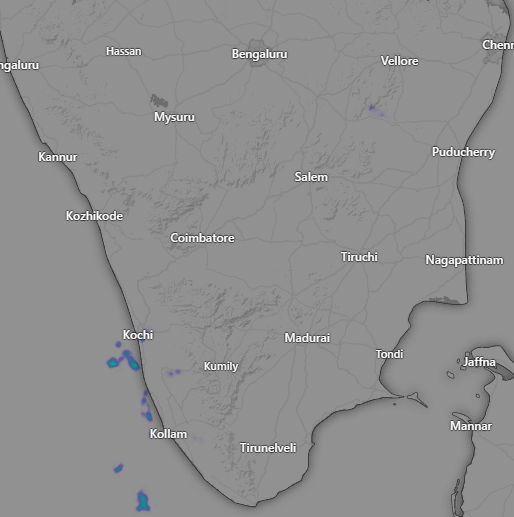 Hassan
Bengaluru
Chenn
ngaluru
Vellore
Mysuru
Kannur
Puducherry
Salem
Kozhikode
Coimbatore
Tiruchi
Nagapattinam
Kochi
Madurai
Tondi
Kumily
Jaffna
Mannar
Kollam
Tirunelveli